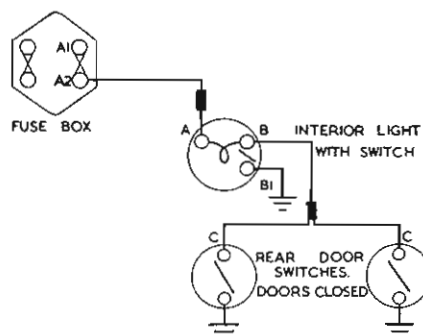 A1
A2
FUSE BOX
A
B
INTERIOR LIGHT
WITH SWITCH
B1
C
REAR DOOR
SWITCHES.
DOORS CLOSED
C